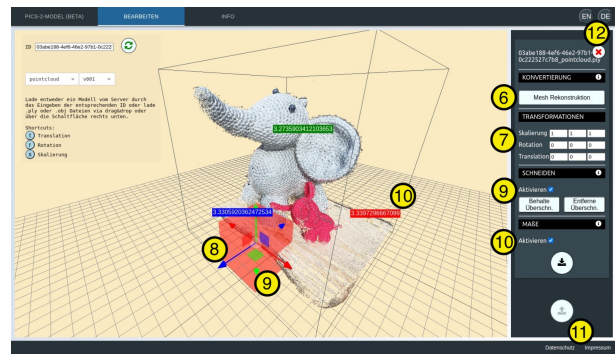 PICS-2-MODEL (BETA) BEARBEITEN INFO EN DE
12
ID 03abe188-4ef6-46e2-97b1-0c222
pointcloud v001
Lade entweder ein Modell vom Server durch
das Eingeben der entsprechenden ID oder lade
.ply oder .obj Dateien via drag&drop oder
über die Schaltfläche rechts unten.
Shortcuts:
Translation
Rotation
Skalierung
3.2735903412103653
3.3305920362472534
3.3397296667099
8
9
10
03abe188-4ef6-46e2-97b1-
0c222527c7b8_pointcloud.ply
KONVERTIERUNG
6
Mesh Rekonstruktion
TRANSFORMATIONEN
7
Skalierung 1 1 1
Rotation 0 0 0
Translation 0 0 0
SCHNEIDEN
9
Aktivieren
Behalte Überschn.
Entferne Überschn.
MAßE
10
Aktivieren
11
Datenschutz Impressum